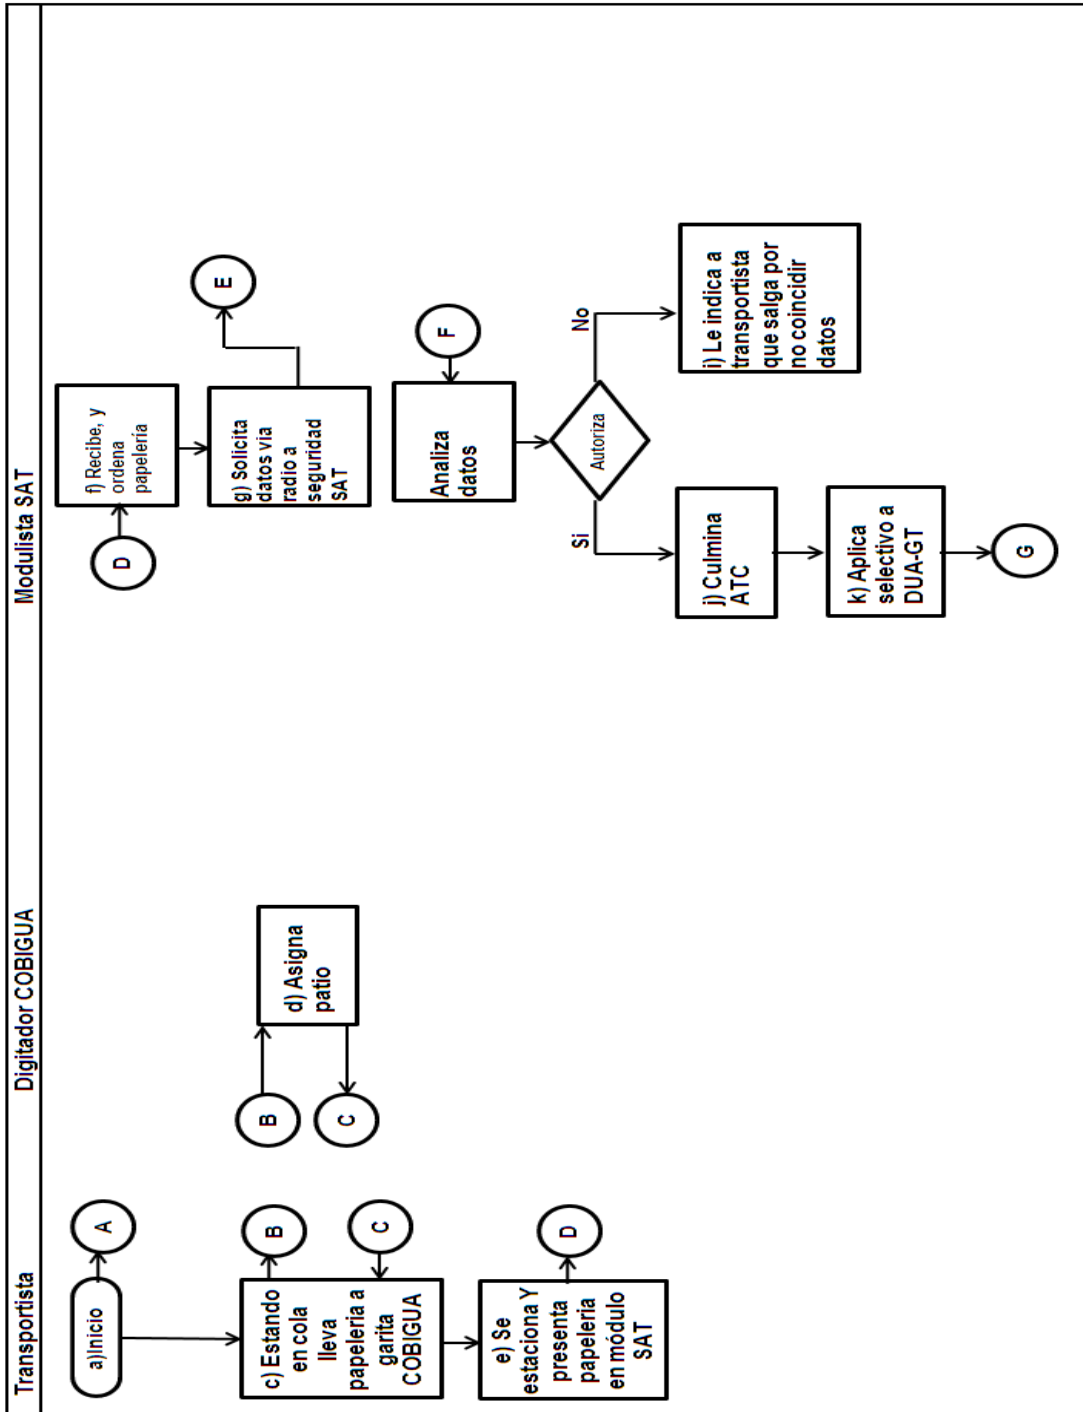 Transportista
Digitador COBIGUA
Modulista SAT
a)Inicio
A
c) Estando
en cola
lleva
papeleria a
garita
COBIGUA
B
C
e) Se
estaciona Y
presenta
papeleria
en módulo
SAT
D
B
d) Asigna
patio
C
D
f) Recibe, y
ordena
papelería
g) Solicita
datos via
radio a
seguridad
SAT
E
F
Analiza
datos
Autoriza
Si
No
i) Le indica a
transportista
que salga por
no coincidir
datos
j) Culmina
ATC
k) Aplica
selectivo a
DUA-GT
G